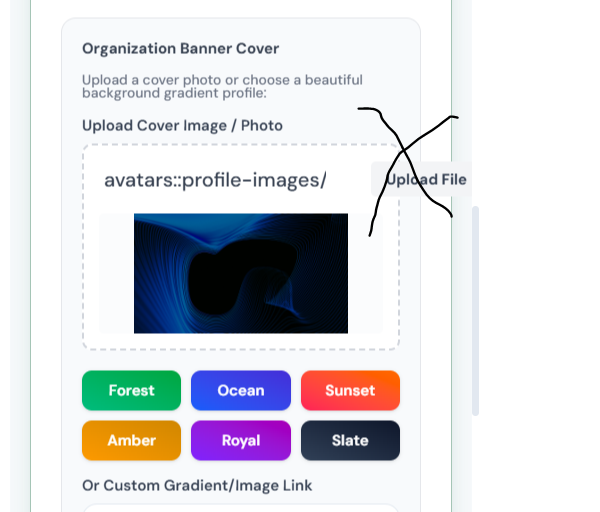 Organization Banner Cover
Upload a cover photo or choose a beautiful
background gradient profile:
Upload Cover Image / Photo
avatars::profile-images/
Upload File
Forest
Ocean
Sunset
Amber
Royal
Slate
Or Custom Gradient/Image Link